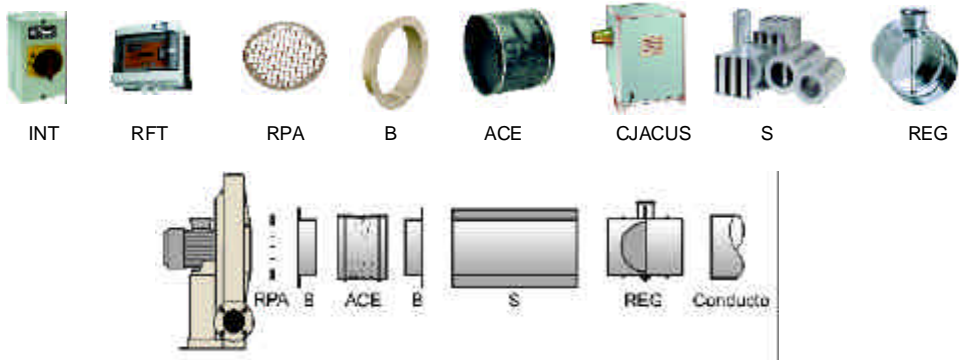 INT RFT RPA B ACE CJACUS S REG
RPA B ACE B S REG Conducto